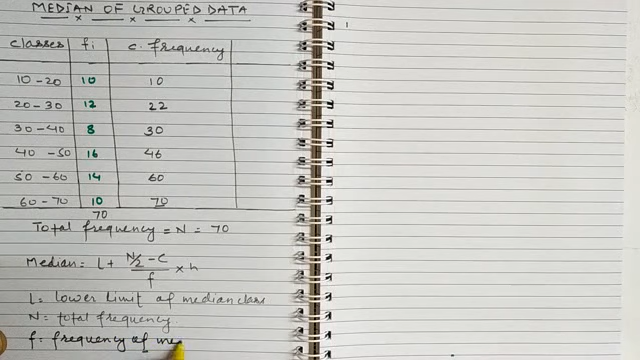 MEDIAN OF GROUPED DATA
classes fi c. frequency
10-20 10 10
20-30 12 22
30-40 8 30
40-50 16 46
50-60 14 60
60-70 10 70
70
Total frequency = N = 70
Median = l + N/2 - C / f × h
l = lower limit of median class
N = total frequency.
f = frequency of me